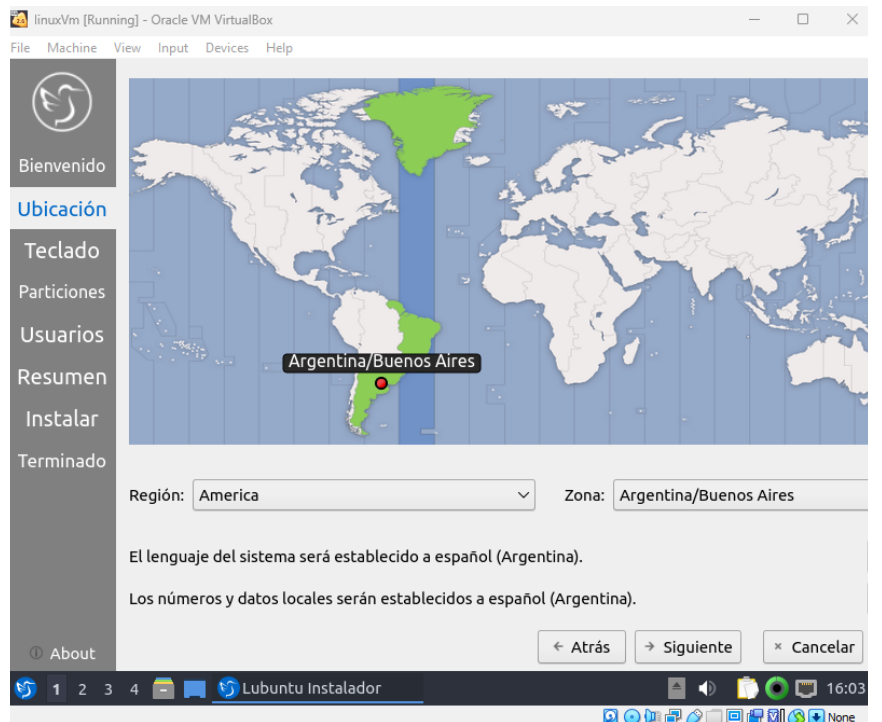 linuxVm [Running] - Oracle VM VirtualBox
File Machine View Input Devices Help
Bienvenido
Ubicación
Teclado
Particiones
Usuarios
Resumen
Instalar
Terminado
About
Argentina/Buenos Aires
Región: America Zona: Argentina/Buenos Aires
El lenguaje del sistema será establecido a español (Argentina).
Los números y datos locales serán establecidos a español (Argentina).
Atrás Siguiente Cancelar
1 2 3 4 Lubuntu Instalador 16:03
None